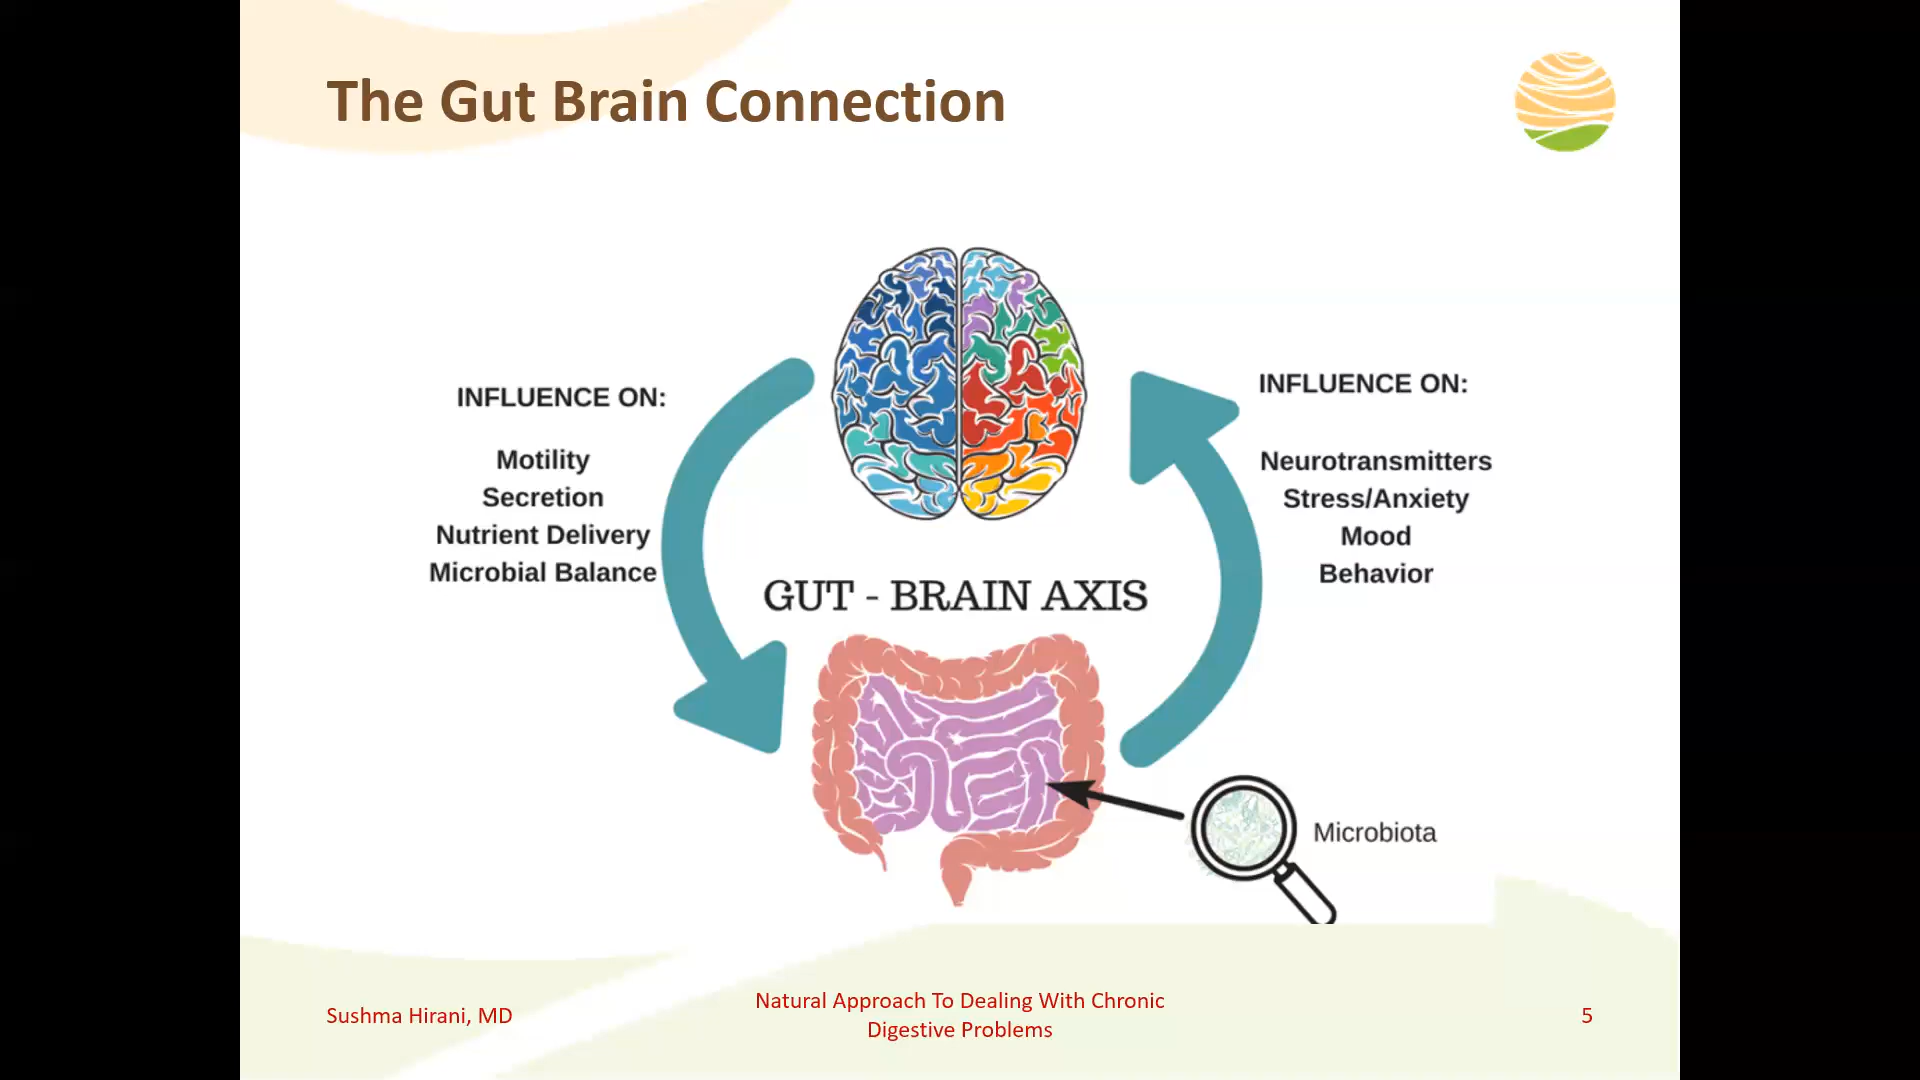 The Gut Brain Connection
INFLUENCE ON:
Motility
Secretion
Nutrient Delivery
Microbial Balance
INFLUENCE ON:
Neurotransmitters
Stress/Anxiety
Mood
Behavior
GUT - BRAIN AXIS
Microbiota
Sushma Hirani, MD
Natural Approach To Dealing With Chronic
Digestive Problems
5